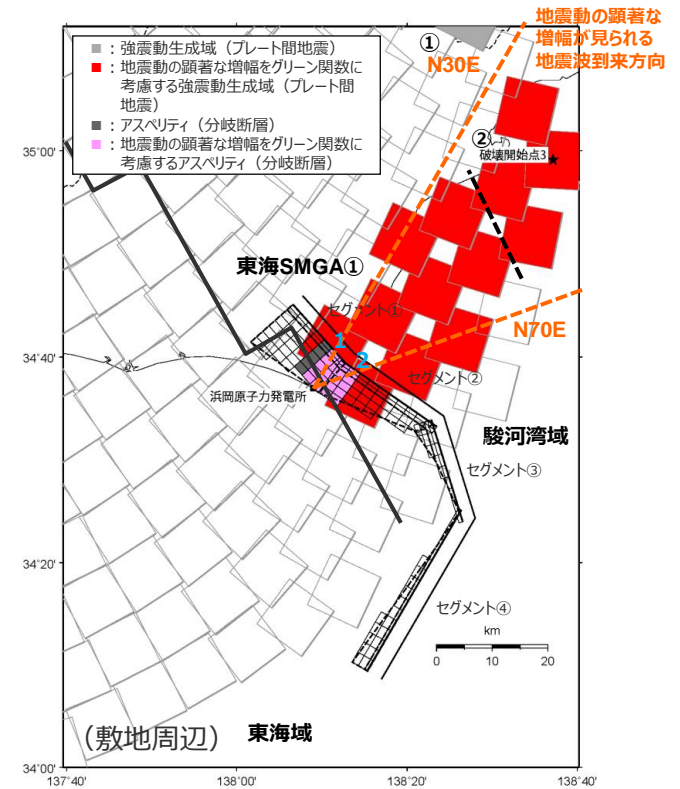 ■：強震動生成域（プレート間地震）
■：地震動の顕著な増幅をグリーン関数に
考慮する強震動生成域（プレート間
地震）
■：アスペリティ（分岐断層）
■：地震動の顕著な増幅をグリーン関数に
考慮するアスペリティ（分岐断層）
地震動の顕著な
増幅が見られる
地震波到来方向
①
N30E
②
破壊開始点3
★
35°00'
東海SMGA①
セグメント①
N70E
1
2
34°40'
セグメント②
浜岡原子力発電所
駿河湾域
セグメント③
34°20'
セグメント④
km
0 10 20
（敷地周辺）
東海域
34°00'
137°40' 138°00' 138°20' 138°40'